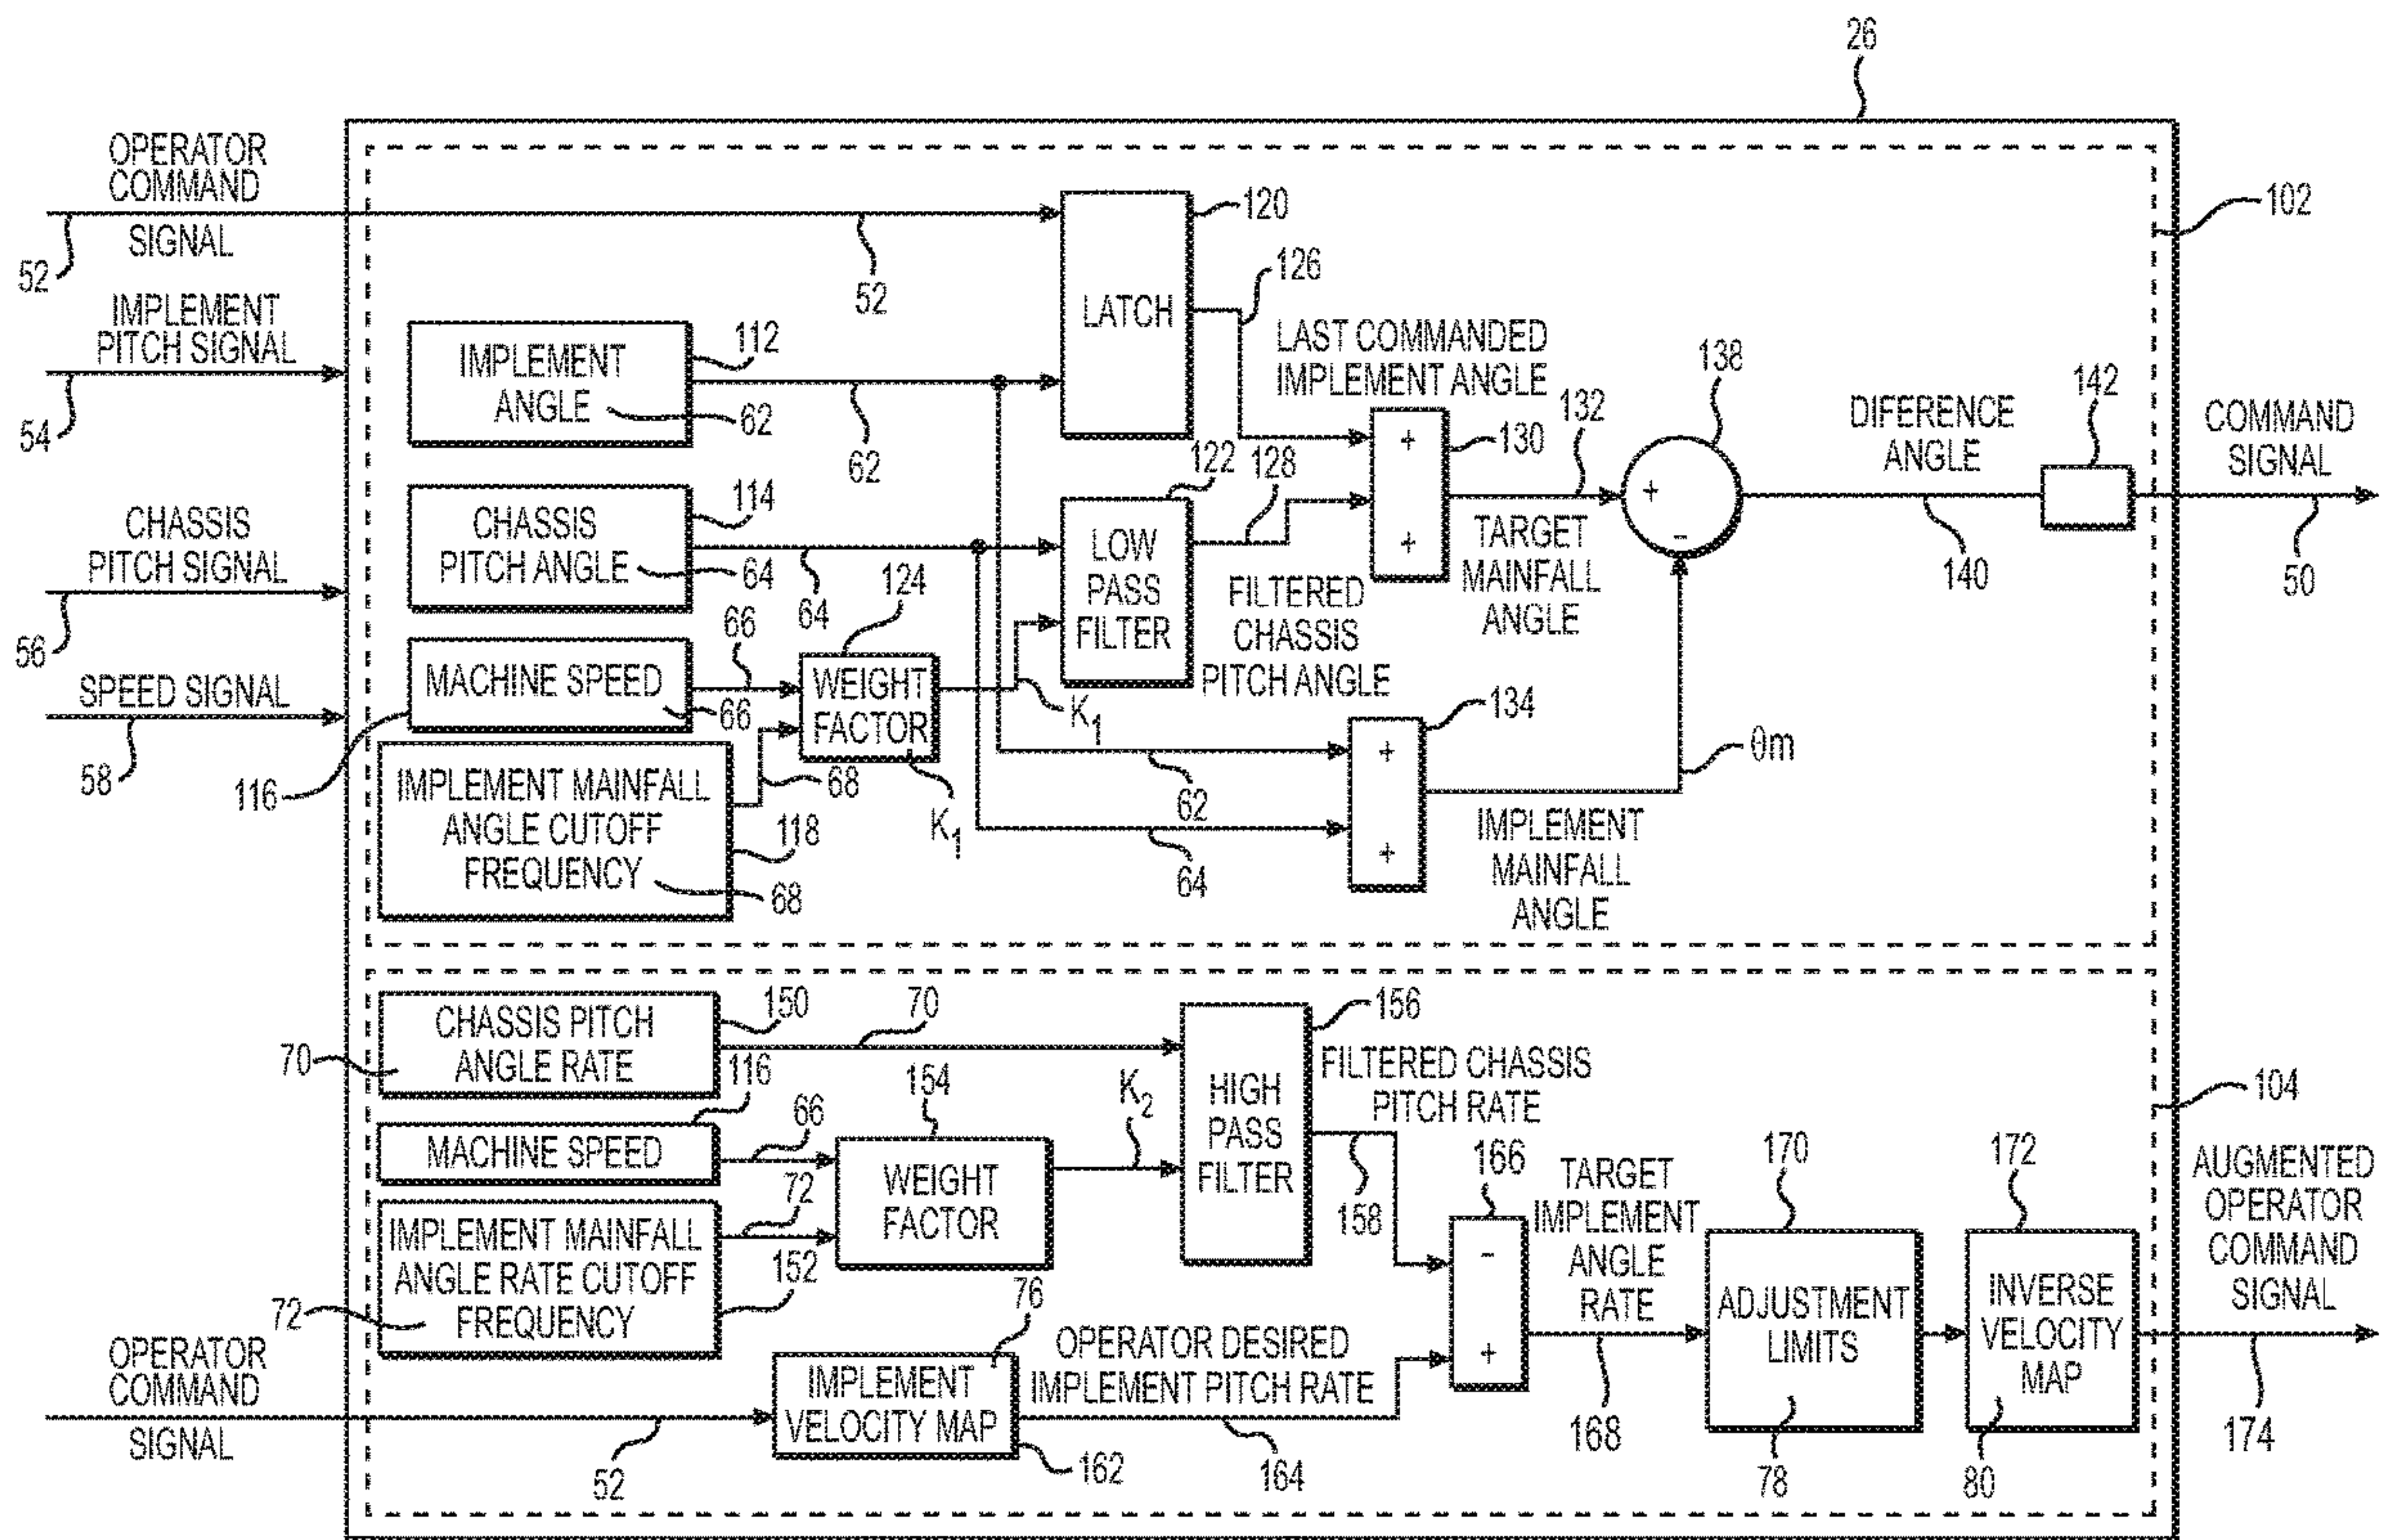 26
OPERATOR
COMMAND
SIGNAL
52
52
LATCH
120
102
126
IMPLEMENT
PITCH SIGNAL
54
IMPLEMENT
ANGLE
62
112
62
LAST COMMANDED
IMPLEMENT ANGLE
+
+
130
132
138
+
-
DIFERENCE
ANGLE
140
142
COMMAND
SIGNAL
50
CHASSIS
PITCH SIGNAL
56
CHASSIS
PITCH ANGLE
64
114
64
122
128
LOW
PASS
FILTER
FILTERED
CHASSIS
PITCH ANGLE
TARGET
MAINFALL
ANGLE
SPEED SIGNAL
58
MACHINE SPEED
66
116
66
124
WEIGHT
FACTOR
K1
K1
IMPLEMENT MAINFALL
ANGLE CUTOFF
FREQUENCY
68
118
68
62
64
+
+
134
θm
IMPLEMENT
MAINFALL
ANGLE
CHASSIS PITCH
ANGLE RATE
70
150
70
156
HIGH
PASS
FILTER
FILTERED CHASSIS
PITCH RATE
158
104
116
MACHINE SPEED
66
154
WEIGHT
FACTOR
K2
IMPLEMENT MAINFALL
ANGLE RATE CUTOFF
FREQUENCY
72
72
152
166
-
+
TARGET
IMPLEMENT
ANGLE
RATE
168
170
ADJUSTMENT
LIMITS
78
172
INVERSE
VELOCITY
MAP
80
AUGMENTED
OPERATOR
COMMAND
SIGNAL
174
OPERATOR
COMMAND
SIGNAL
52
76
IMPLEMENT
VELOCITY MAP
162
OPERATOR DESIRED
IMPLEMENT PITCH RATE
164